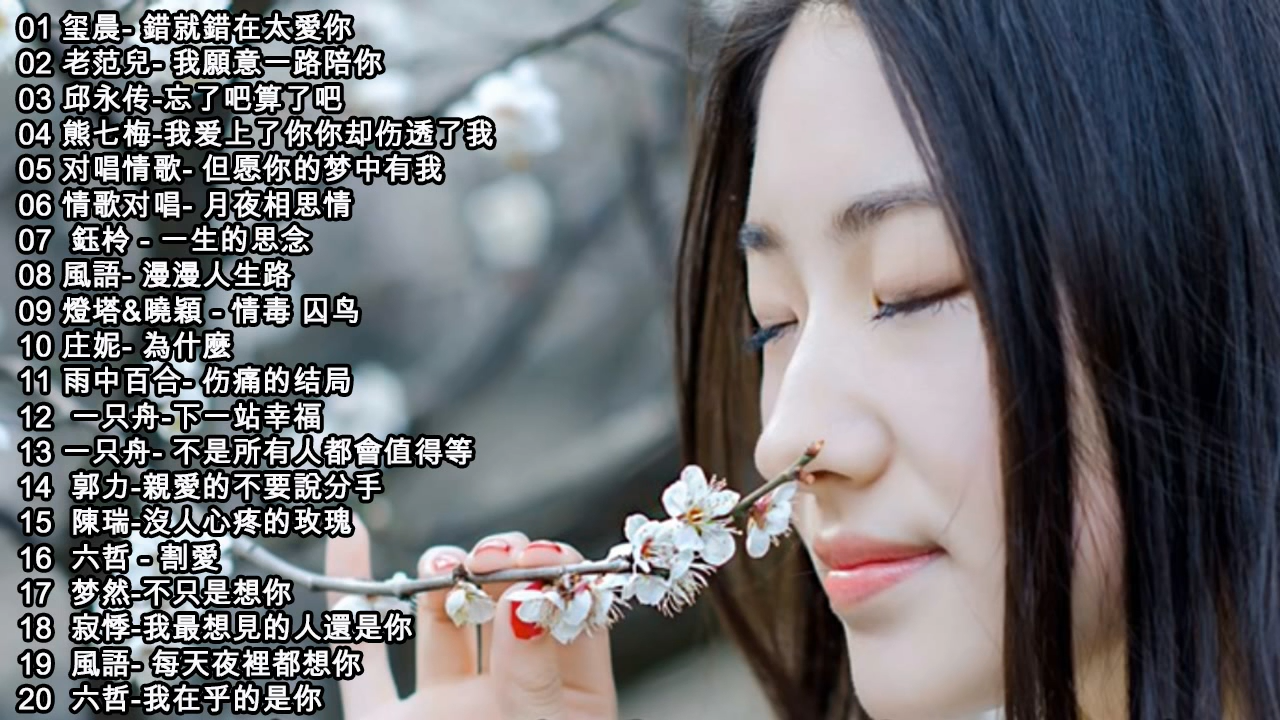 01 玺晨- 錯就錯在太愛你
02 老范兒- 我願意一路陪你
03 邱永传-忘了吧算了吧
04 熊七梅-我爱上了你你却伤透了我
05 对唱情歌- 但愿你的梦中有我
06 情歌对唱- 月夜相思情
07 鈺柃 - 一生的思念
08 風語- 漫漫人生路
09 燈塔&曉穎 - 情毒 囚鸟
10 庄妮- 為什麼
11 雨中百合- 伤痛的结局
12 一只舟-下一站幸福
13 一只舟- 不是所有人都會值得等
14 郭力-親愛的不要說分手
15 陳瑞-沒人心疼的玫瑰
16 六哲 - 割愛
17 梦然-不只是想你
18 寂悸-我最想見的人還是你
19 風語- 每天夜裡都想你
20 六哲-我在乎的是你